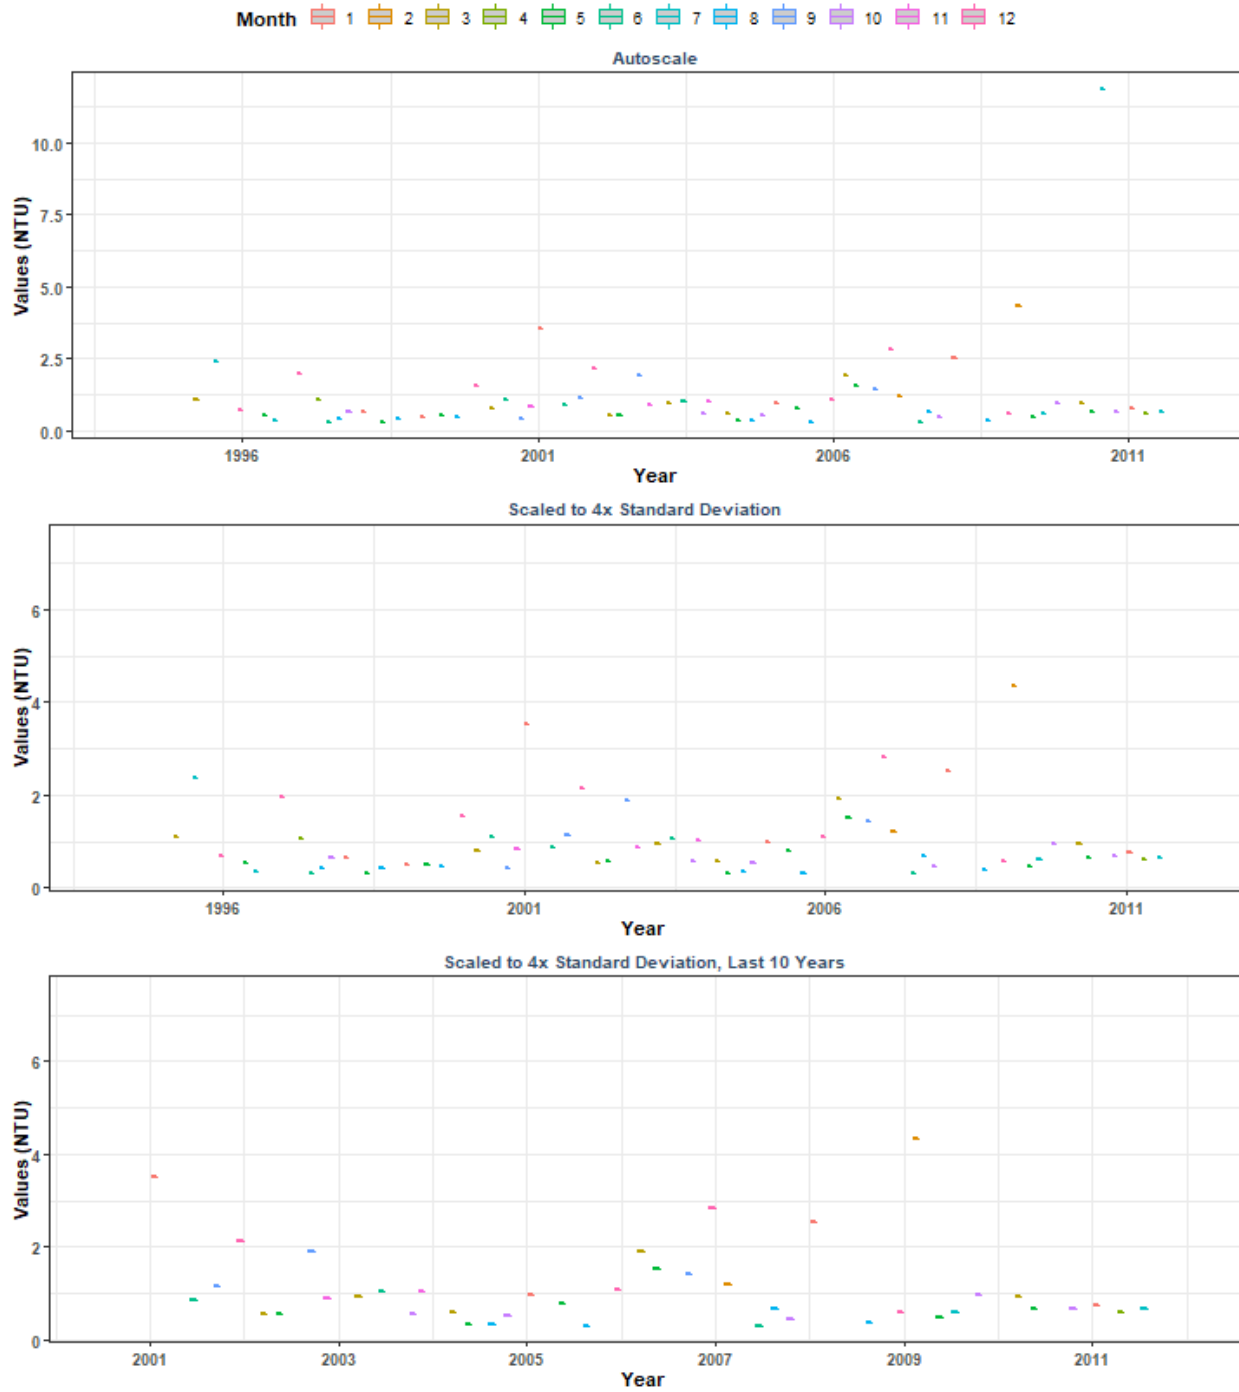 Month 1 2 3 4 5 6 7 8 9 10 11 12
Autoscale
10.0
7.5
5.0
2.5
0.0
Values (NTU)
1996 2001 2006 2011
Year
Scaled to 4x Standard Deviation
6
4
2
0
Values (NTU)
1996 2001 2006 2011
Year
Scaled to 4x Standard Deviation, Last 10 Years
6
4
2
0
Values (NTU)
2001 2003 2005 2007 2009 2011
Year